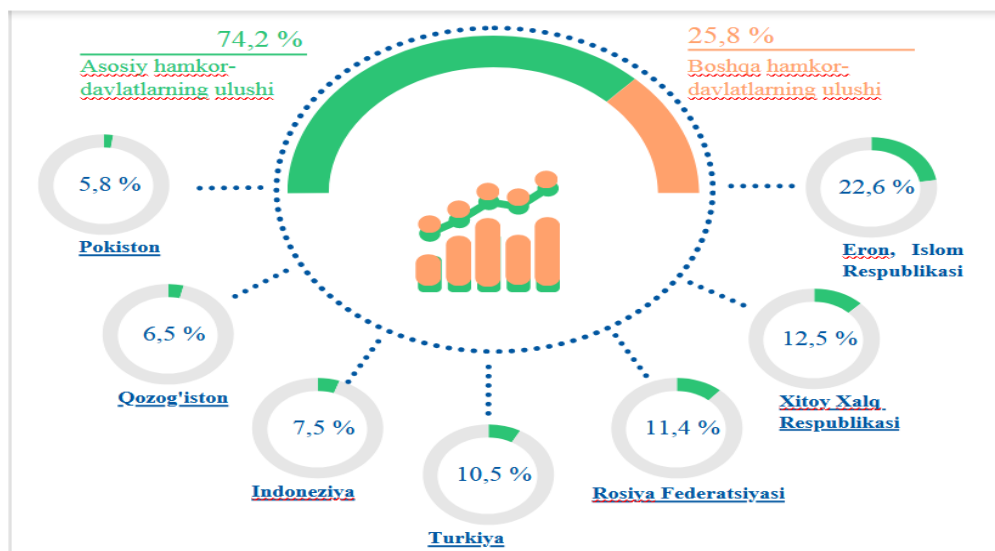 74,2 %
Asosiy hamkor-
davlatlarning ulushi
25,8 %
Boshqa hamkor-
davlatlarning ulushi
5,8 %
Pokiston
22,6 %
Eron, Islom
Respublikasi
6,5 %
Qozog'iston
12,5 %
Xitoy Xalq
Respublikasi
7,5 %
Indoneziya
10,5 %
Turkiya
11,4 %
Rosiya Federatsiyasi